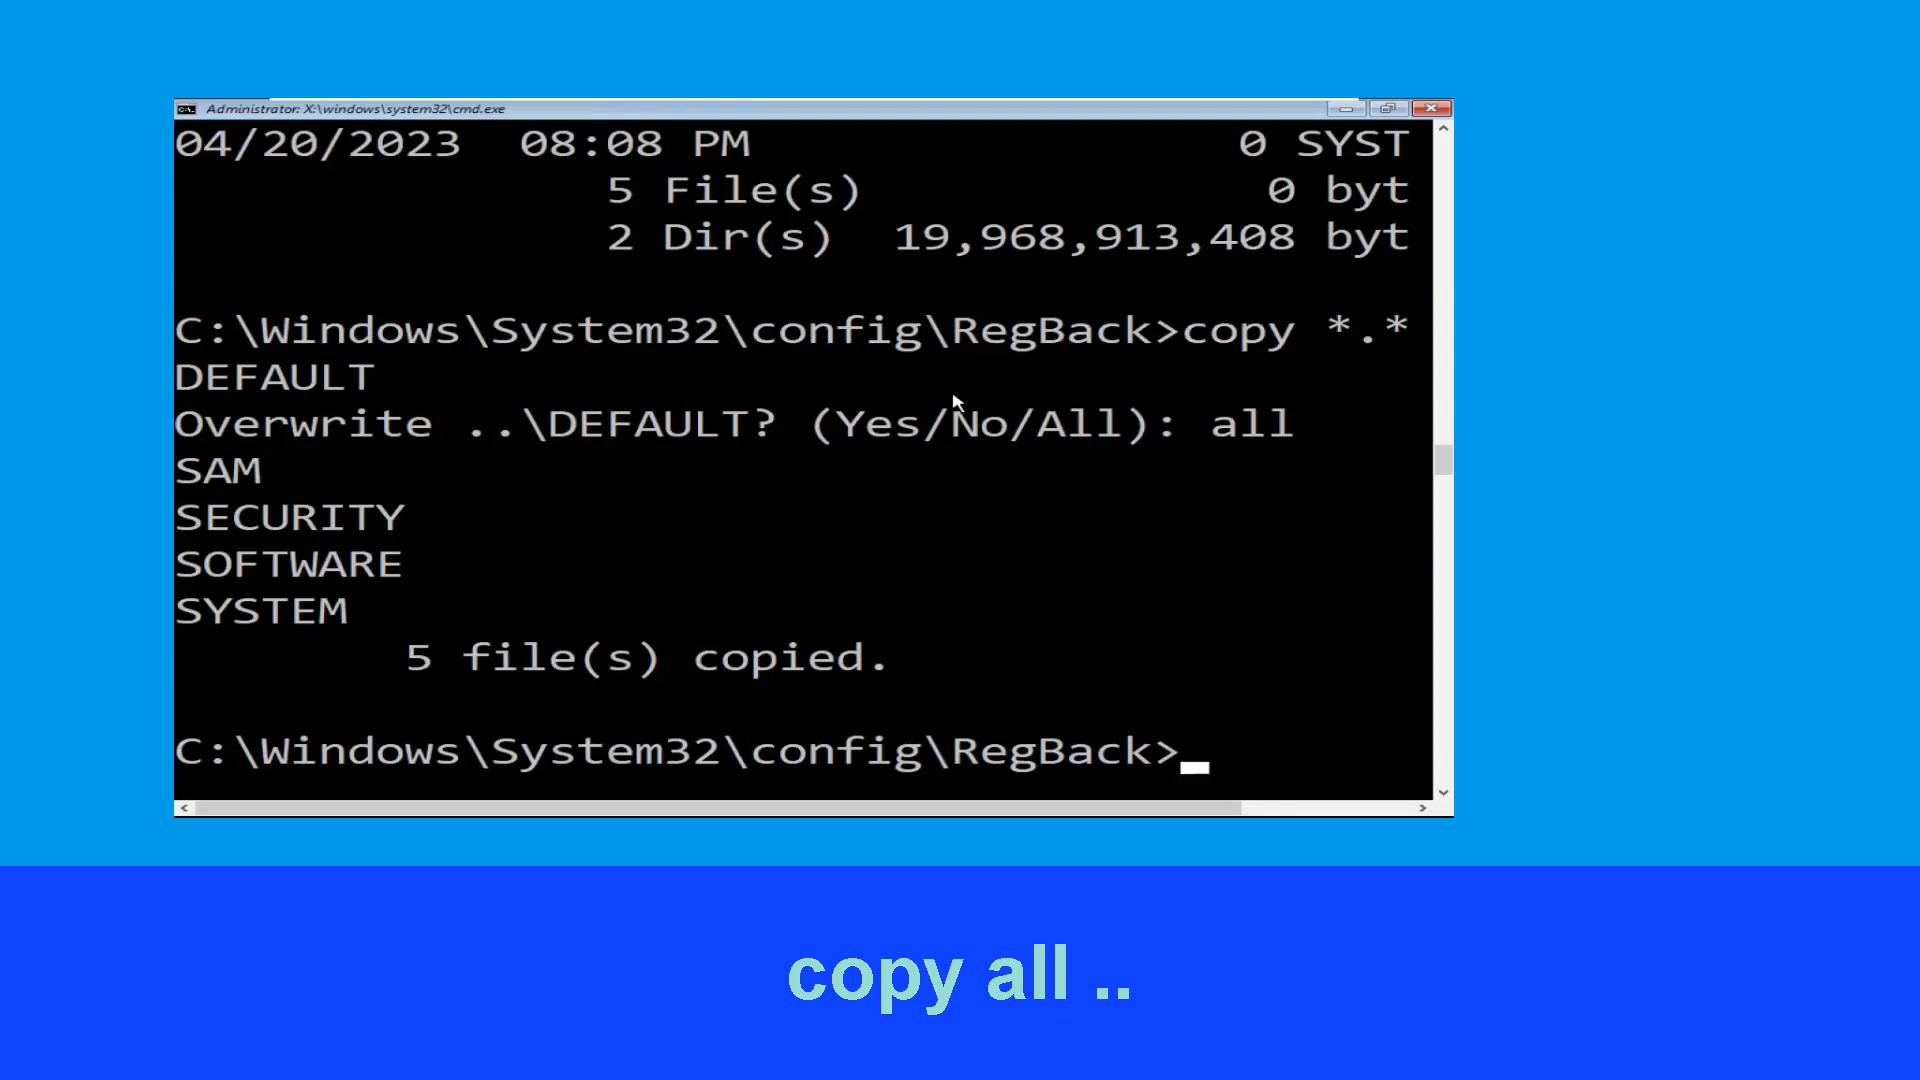 Administrator: X:\windows\system32\cmd.exe
04/20/2023  08:08 PM                 0 SYST
               5 File(s)              0 byt
               2 Dir(s)  19,968,913,408 byt
C:\Windows\System32\config\RegBack>copy *.*
DEFAULT
Overwrite ..\DEFAULT? (Yes/No/All): all
SAM
SECURITY
SOFTWARE
SYSTEM
        5 file(s) copied.
C:\Windows\System32\config\RegBack>
copy all ..